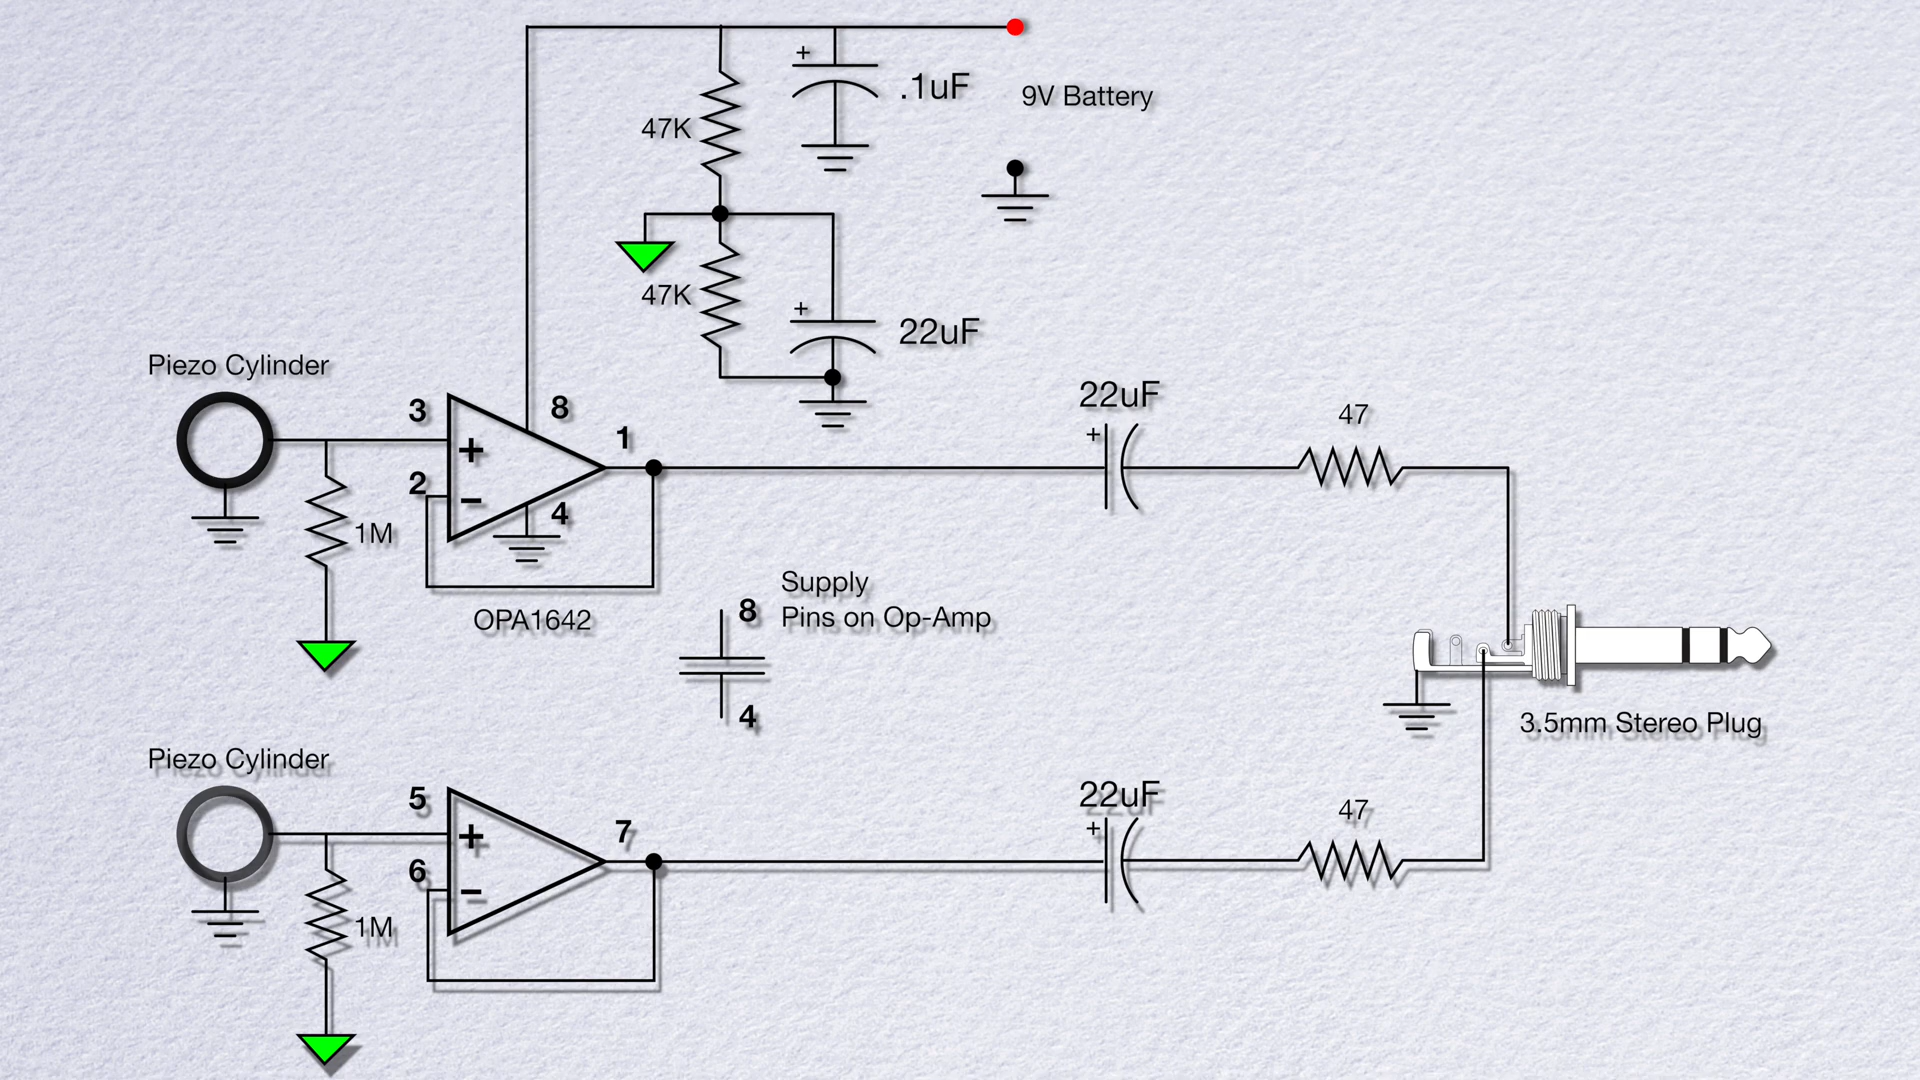 +
.1uF
9V Battery
47K
47K
+
22uF
Piezo Cylinder
3
8
+
1
2
−
4
1M
OPA1642
22uF
+
47
8
Supply
Pins on Op-Amp
4
3.5mm Stereo Plug
Piezo Cylinder
5
+
7
6
−
1M
22uF
+
47